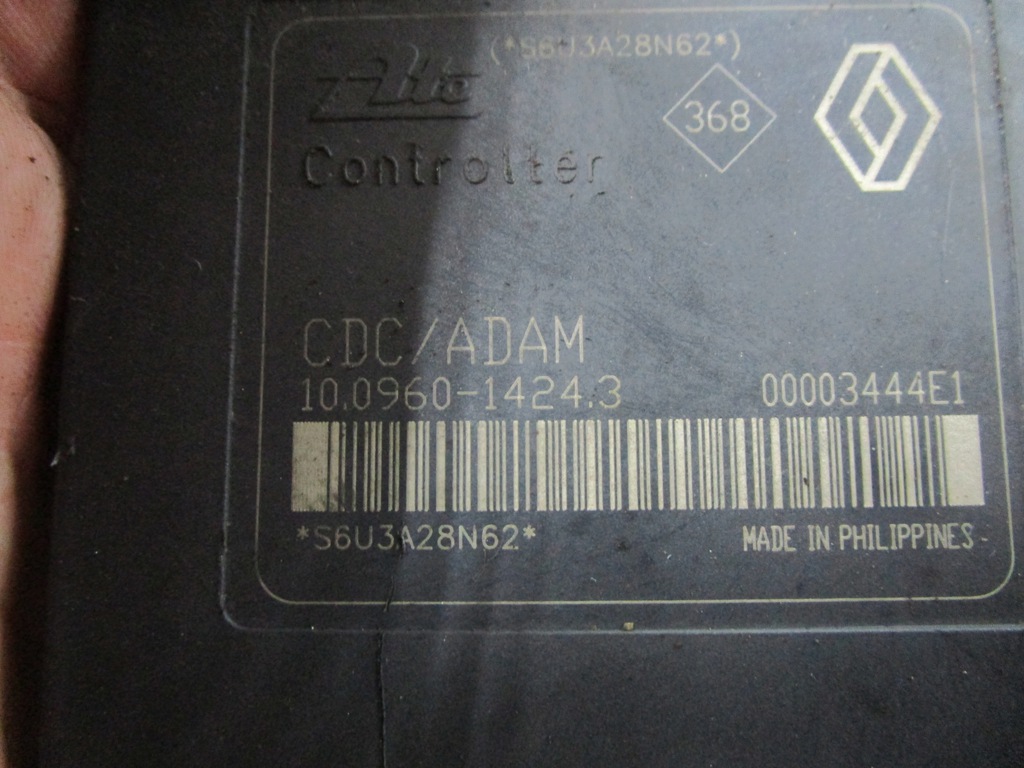 (*S6U3A28N62*)
Ate
368
Controller
CDC/ADAM
10.0960-1424.3
00003444E1
*S6U3A28N62*
MADE IN PHILIPPINES -